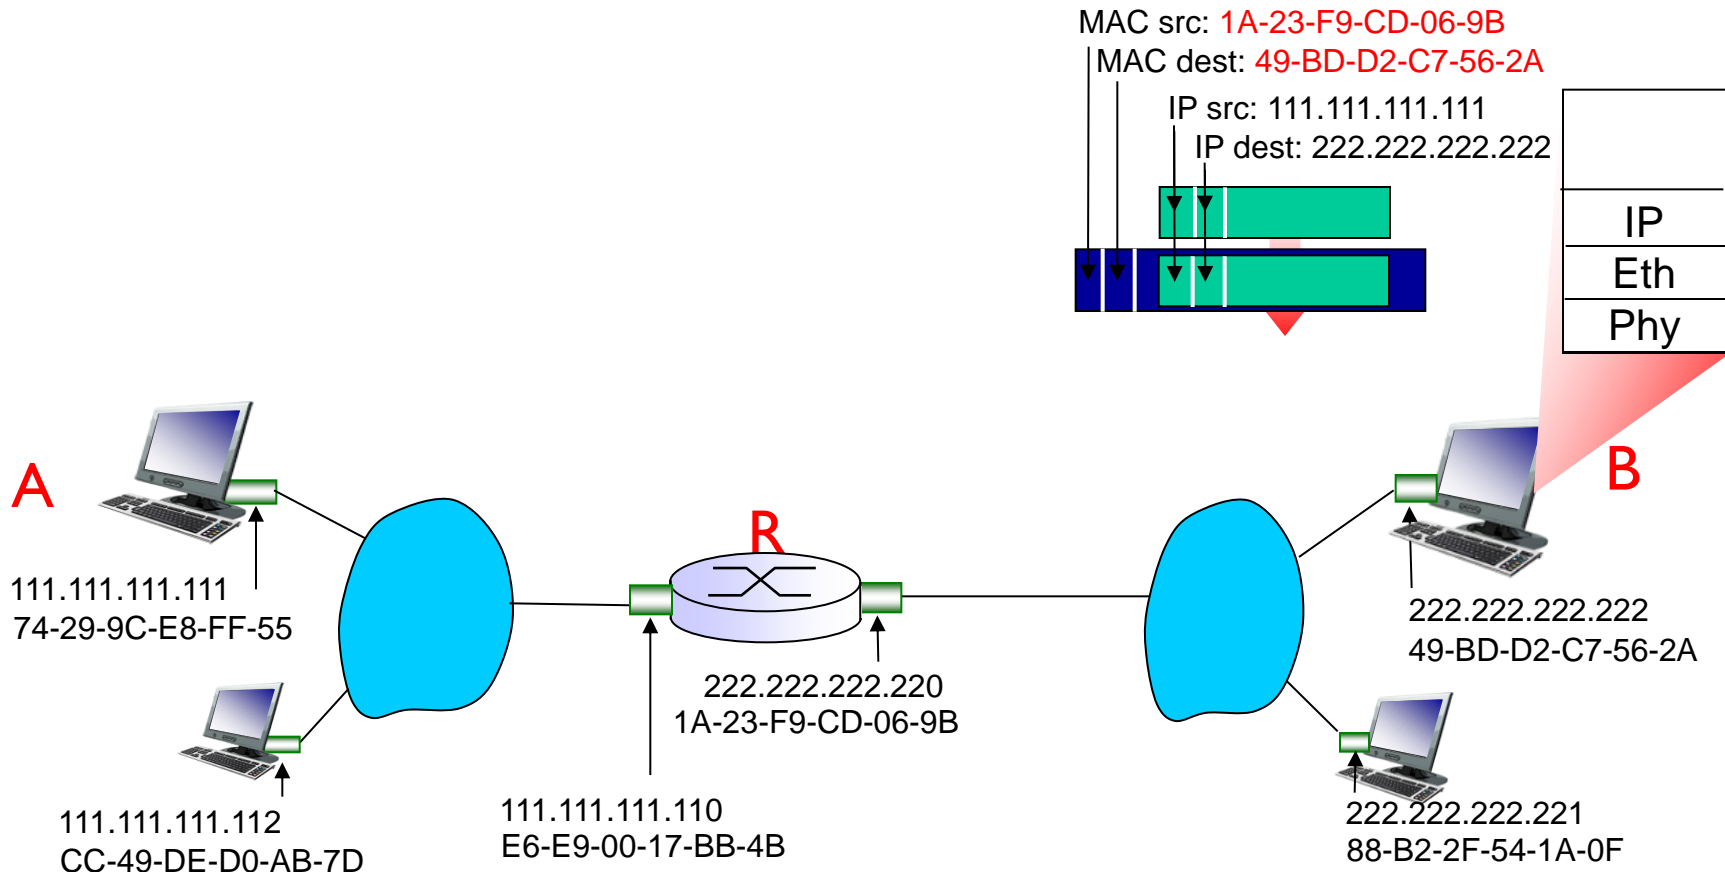 MAC src: 1A-23-F9-CD-06-9B
MAC dest: 49-BD-D2-C7-56-2A
IP src: 111.111.111.111
IP dest: 222.222.222.222
IP
Eth
Phy
A
B
R
111.111.111.111
74-29-9C-E8-FF-55
222.222.222.222
49-BD-D2-C7-56-2A
222.222.222.220
1A-23-F9-CD-06-9B
111.111.111.112
CC-49-DE-D0-AB-7D
111.111.111.110
E6-E9-00-17-BB-4B
222.222.222.221
88-B2-2F-54-1A-0F